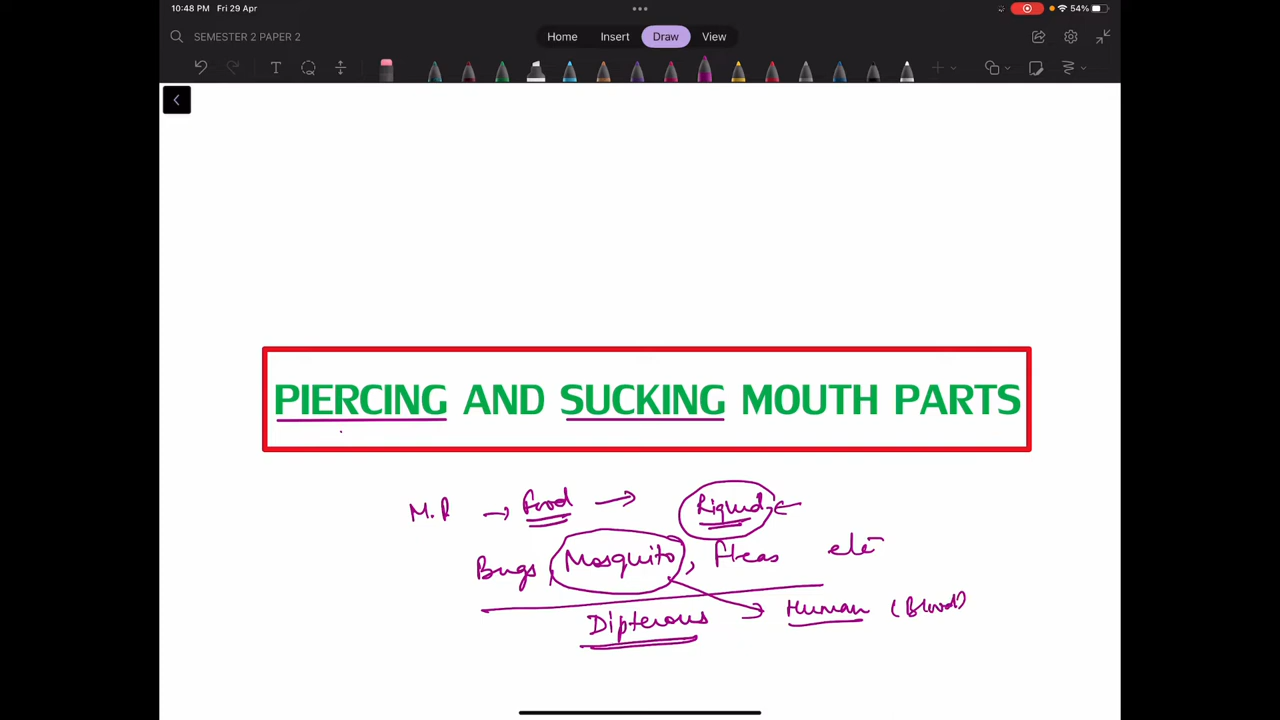 10:48 PM Fri 29 Apr
54%
SEMESTER 2 PAPER 2
Home Insert Draw View
PIERCING AND SUCKING MOUTH PARTS
M.P → Food → Liquid ←
Bugs, Mosquito, Fleas etc
Dipterous → Human (Blood)